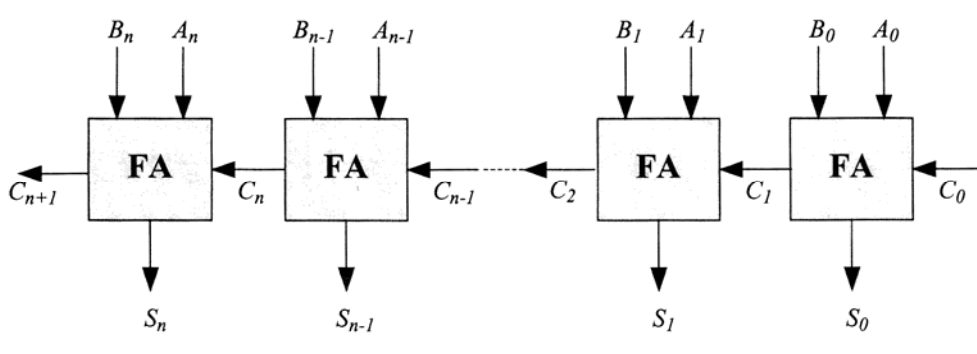 Bn An Bn-1 An-1 B1 A1 B0 A0
FA FA FA FA
Cn+1 Cn Cn-1 C2 C1 C0
Sn Sn-1 S1 S0